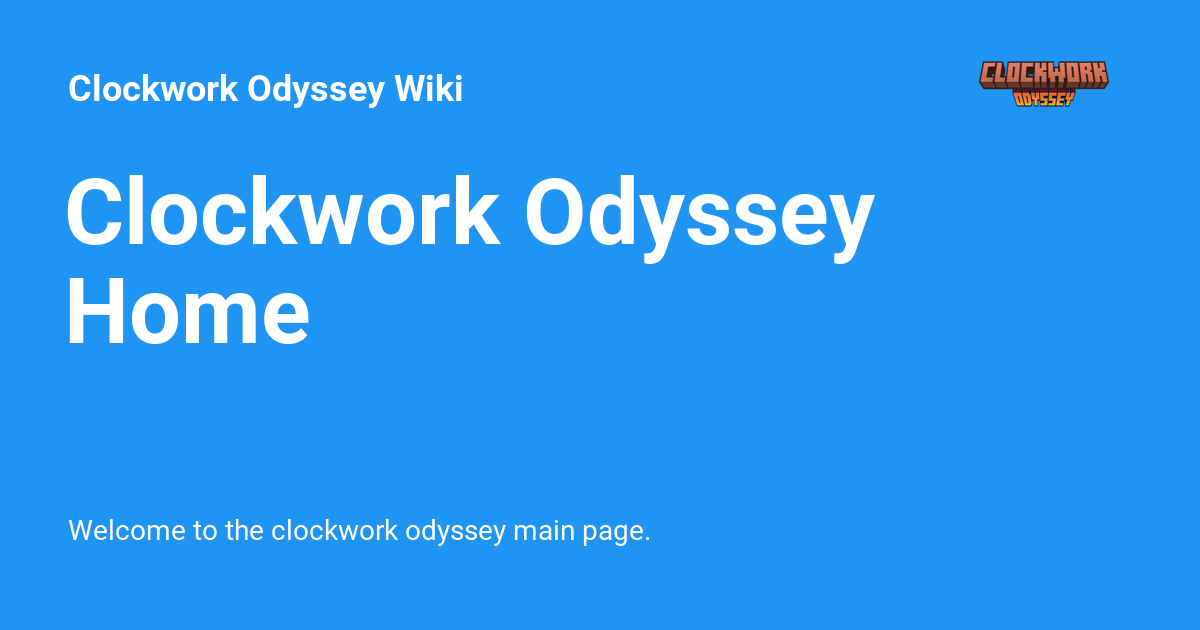 Clockwork Odyssey Wiki
CLOCKWORK
ODYSSEY
Clockwork Odyssey
Home
Welcome to the clockwork odyssey main page.